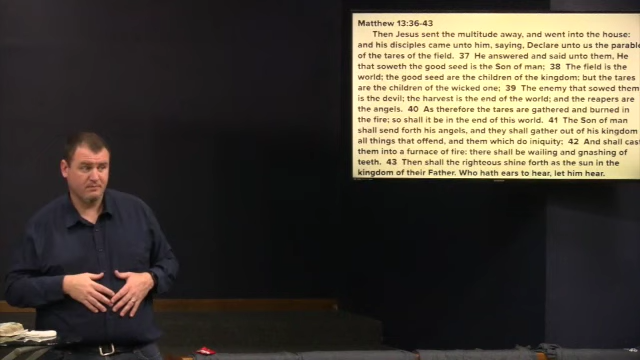 Matthew 13:36-43
Then Jesus sent the multitude away, and went into the house:
and his disciples came unto him, saying, Declare unto us the parable
of the tares of the field. 37 He answered and said unto them, He
that soweth the good seed is the Son of man; 38 The field is the
world; the good seed are the children of the kingdom; but the tares
are the children of the wicked one; 39 The enemy that sowed them
is the devil; the harvest is the end of the world; and the reapers are
the angels. 40 As therefore the tares are gathered and burned in
the fire; so shall it be in the end of this world. 41 The Son of man
shall send forth his angels, and they shall gather out of his kingdom
all things that offend, and them which do iniquity; 42 And shall cast
them into a furnace of fire: there shall be wailing and gnashing of
teeth. 43 Then shall the righteous shine forth as the sun in the
kingdom of their Father. Who hath ears to hear, let him hear.